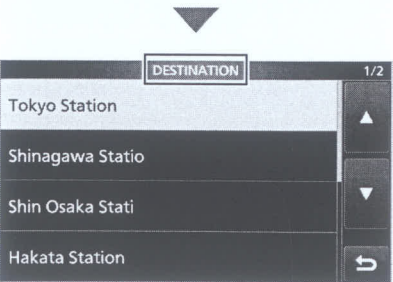 DESTINATION
1/2
Tokyo Station
Shinagawa Statio
Shin Osaka Stati
Hakata Station